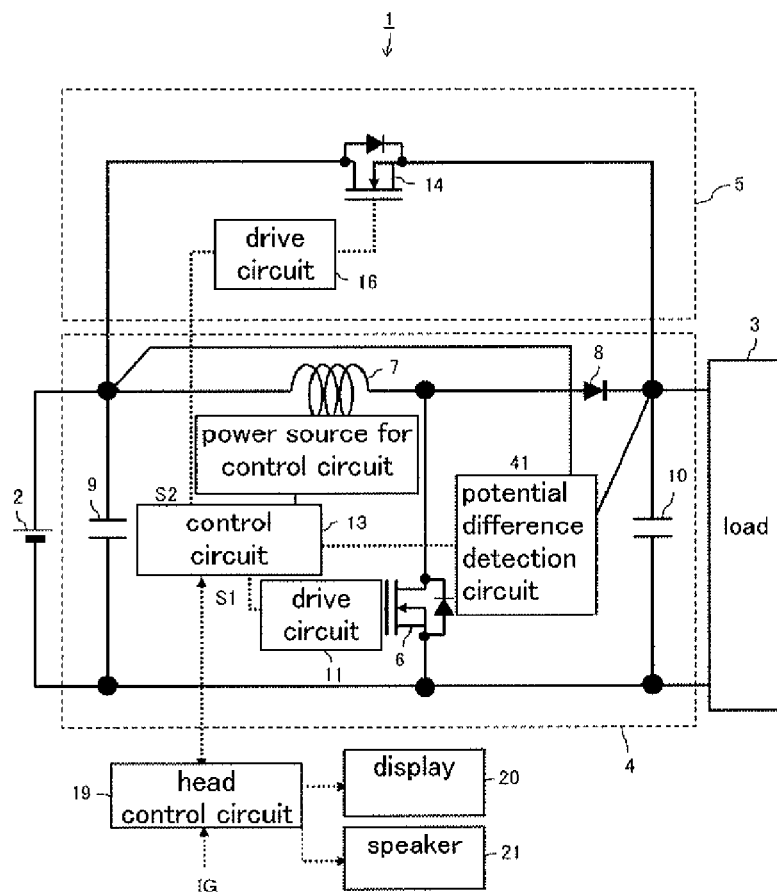 1
14
5
drive
circuit
16
3
7
8
power source for
control circuit
41
9
2
S2
10
control
circuit
13
potential
difference
detection
circuit
load
S1
drive
circuit
11
6
4
19
head
control circuit
display
20
speaker
21
IG